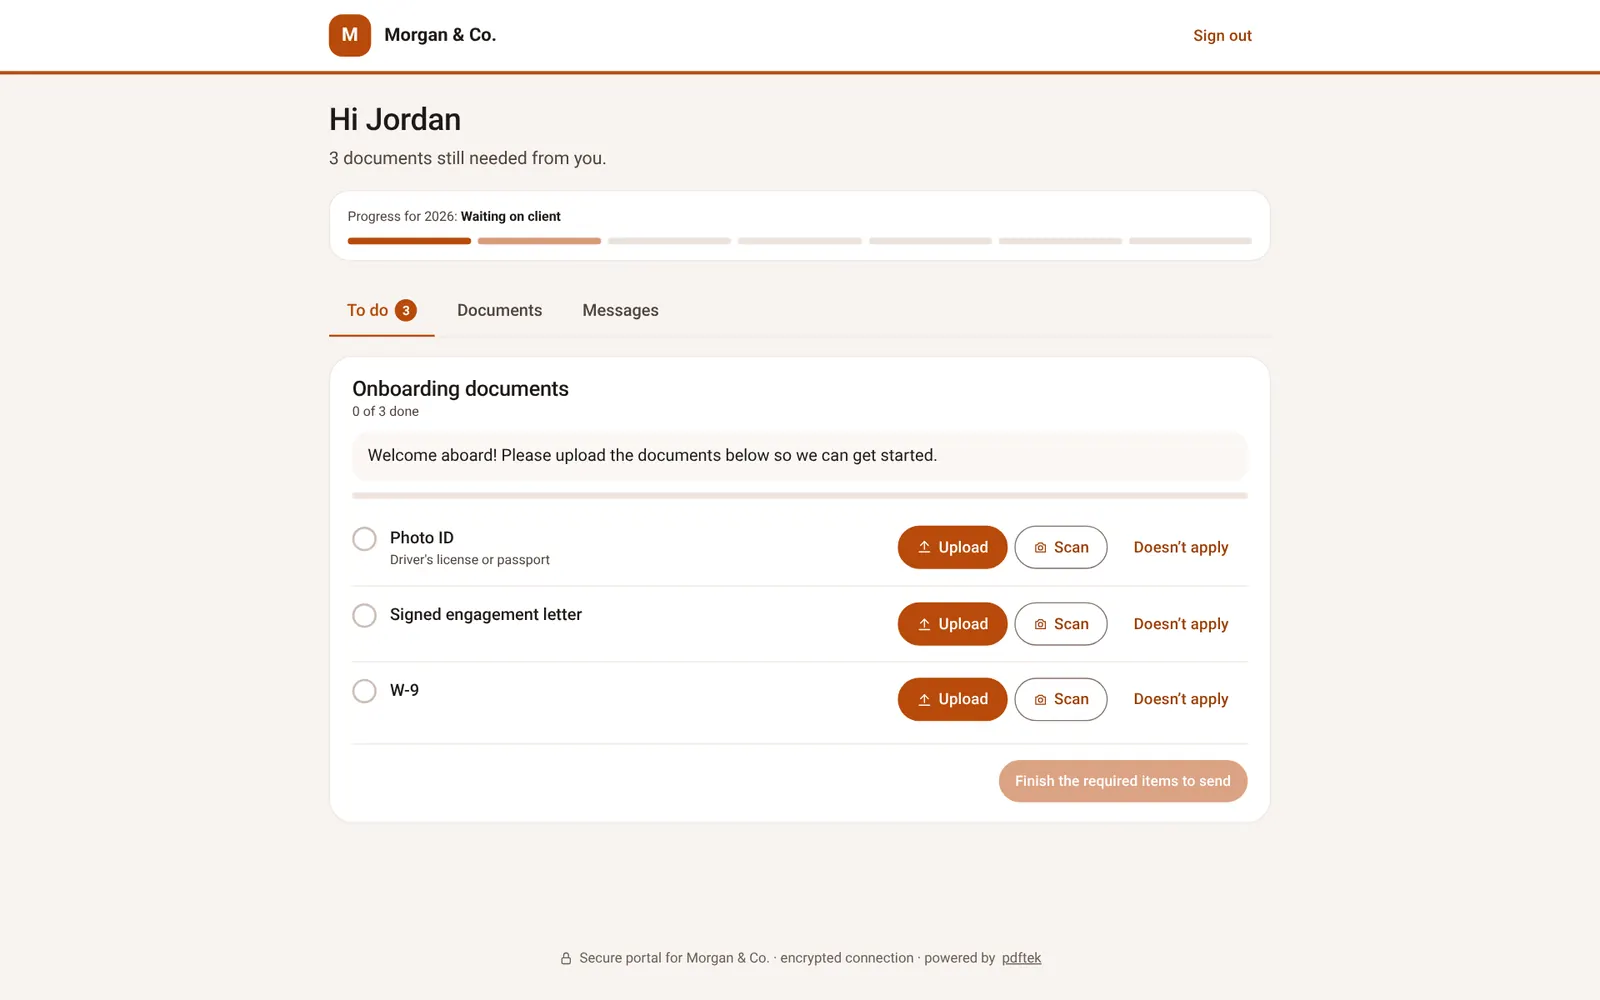 M Morgan & Co. Sign out
Hi Jordan
3 documents still needed from you.
Progress for 2026: Waiting on client
To do 3 Documents Messages
Onboarding documents
0 of 3 done
Welcome aboard! Please upload the documents below so we can get started.
Photo ID
Driver's license or passport
Upload Scan Doesn’t apply
Signed engagement letter
Upload Scan Doesn’t apply
W-9
Upload Scan Doesn’t apply
Finish the required items to send
Secure portal for Morgan & Co. · encrypted connection · powered by pdftek